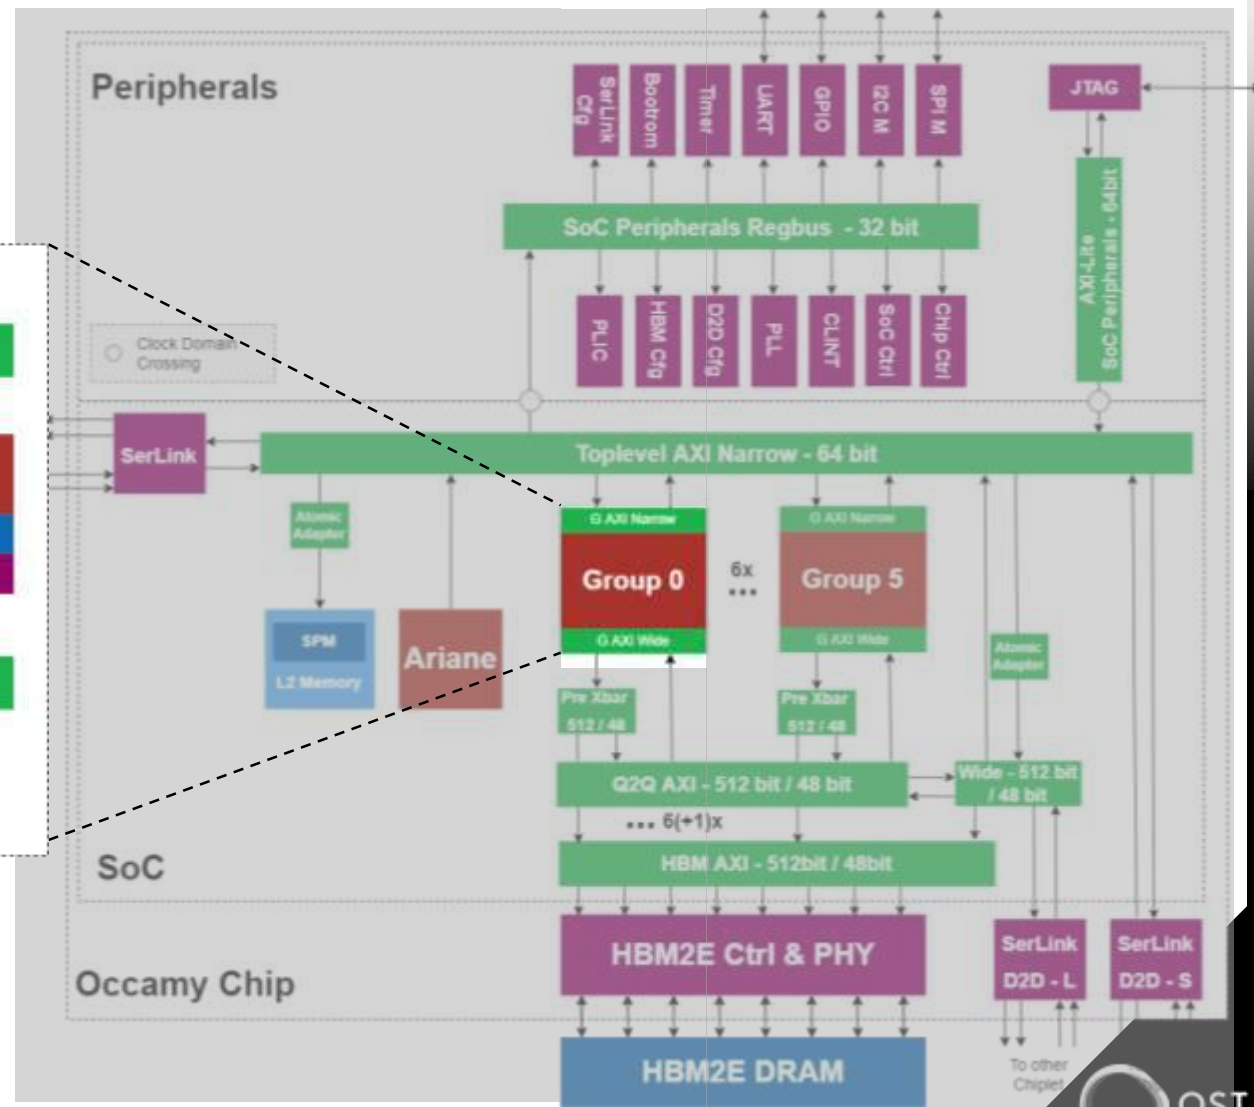 Peripherals
SerLink
Cfg
Bootrom
Timer
UART
GPIO
I2C M
SPI M
JTAG
SoC Peripherals Regbus - 32 bit
AXI-Lite
SoC Peripherals - 64bit
PLIC
HBM Cfg
D2D Cfg
PLL
CLINT
SoC Ctrl
Chip Ctrl
Clock Domain
Crossing
SerLink
Toplevel AXI Narrow - 64 bit
Atomic
Adapter
G AXI Narrow
Group 0
G AXI Wide
6x
...
G AXI Narrow
Group 5
G AXI Wide
SPM
L2 Memory
Ariane
Atomic
Adapter
Pre Xbar
512 / 48
Pre Xbar
512 / 48
Q2Q AXI - 512 bit / 48 bit
Wide - 512 bit
/ 48 bit
... 6(+1)x
HBM AXI - 512bit / 48bit
SoC
HBM2E Ctrl & PHY
SerLink
D2D - L
SerLink
D2D - S
Occamy Chip
HBM2E DRAM
To other
Chiplet